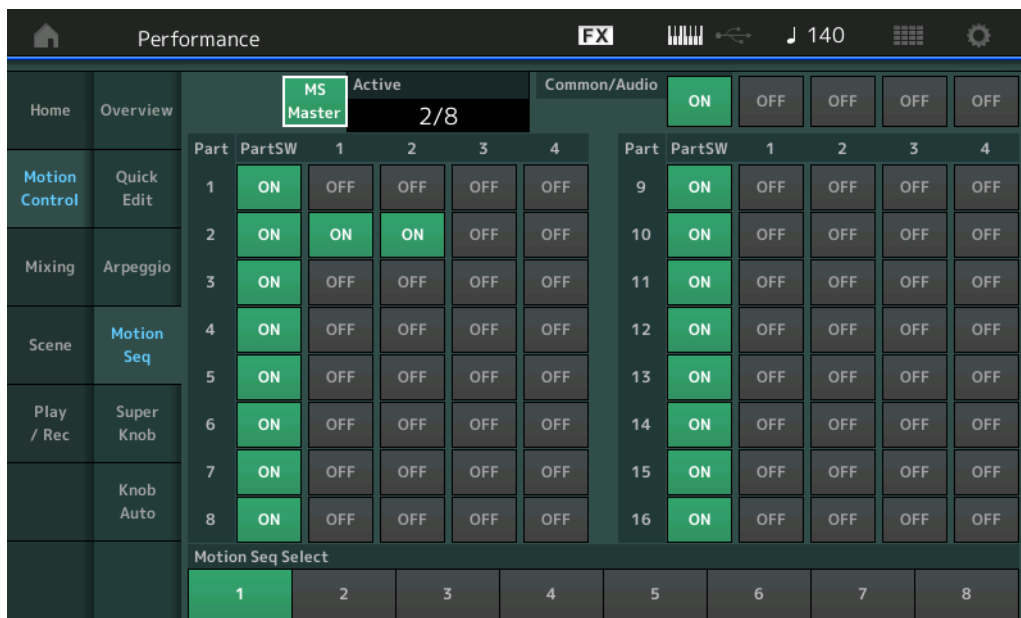 Performance FX 140
Home Overview MS Master Active 2/8 Common/Audio ON OFF OFF OFF OFF
Part PartSW 1 2 3 4 Part PartSW 1 2 3 4
Motion Control Quick Edit 1 ON OFF OFF OFF OFF 9 ON OFF OFF OFF OFF
2 ON ON ON OFF OFF 10 ON OFF OFF OFF OFF
Mixing Arpeggio 3 ON OFF OFF OFF OFF 11 ON OFF OFF OFF OFF
Scene Motion Seq 4 ON OFF OFF OFF OFF 12 ON OFF OFF OFF OFF
5 ON OFF OFF OFF OFF 13 ON OFF OFF OFF OFF
Play / Rec Super Knob 6 ON OFF OFF OFF OFF 14 ON OFF OFF OFF OFF
7 ON OFF OFF OFF OFF 15 ON OFF OFF OFF OFF
Knob Auto 8 ON OFF OFF OFF OFF 16 ON OFF OFF OFF OFF
Motion Seq Select
1 2 3 4 5 6 7 8